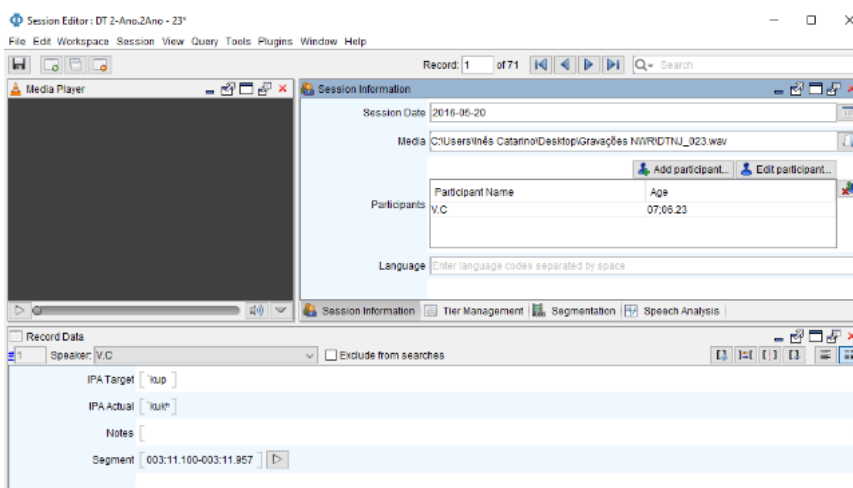 Session Editor : DT 2-Ano.2Ano - 23*
File Edit Workspace Session View Query Tools Plugins Window Help
Record: 1 of 71 Search
Media Player
Session Information
Session Date 2016-05-20
Media C:\Users\Inês Catarino\Desktop\Gravações NWR\DTNJ_023.wav
Add participant... Edit participant...
Participants
Participant Name Age
V.C 07;06.23
Language Enter language codes separated by space
Session Information Tier Management Segmentation Speech Analysis
Record Data
# 1 Speaker: V.C Exclude from searches
IPA Target [ ˈkup ]
IPA Actual [ ˈkukʰ ]
Notes [
Segment [ 003:11.100-003:11.957 ]